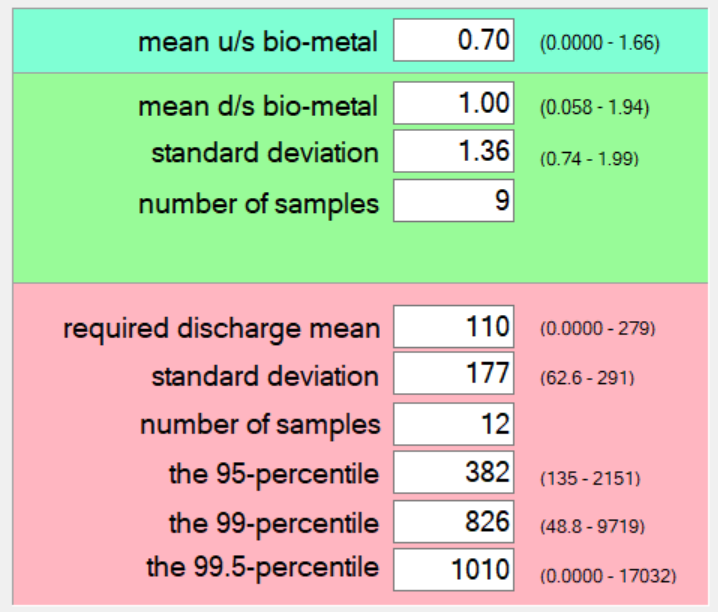 mean u/s bio-metal 0.70 (0.0000 - 1.66)
mean d/s bio-metal 1.00 (0.058 - 1.94)
standard deviation 1.36 (0.74 - 1.99)
number of samples 9
required discharge mean 110 (0.0000 - 279)
standard deviation 177 (62.6 - 291)
number of samples 12
the 95-percentile 382 (135 - 2151)
the 99-percentile 826 (48.8 - 9719)
the 99.5-percentile 1010 (0.0000 - 17032)